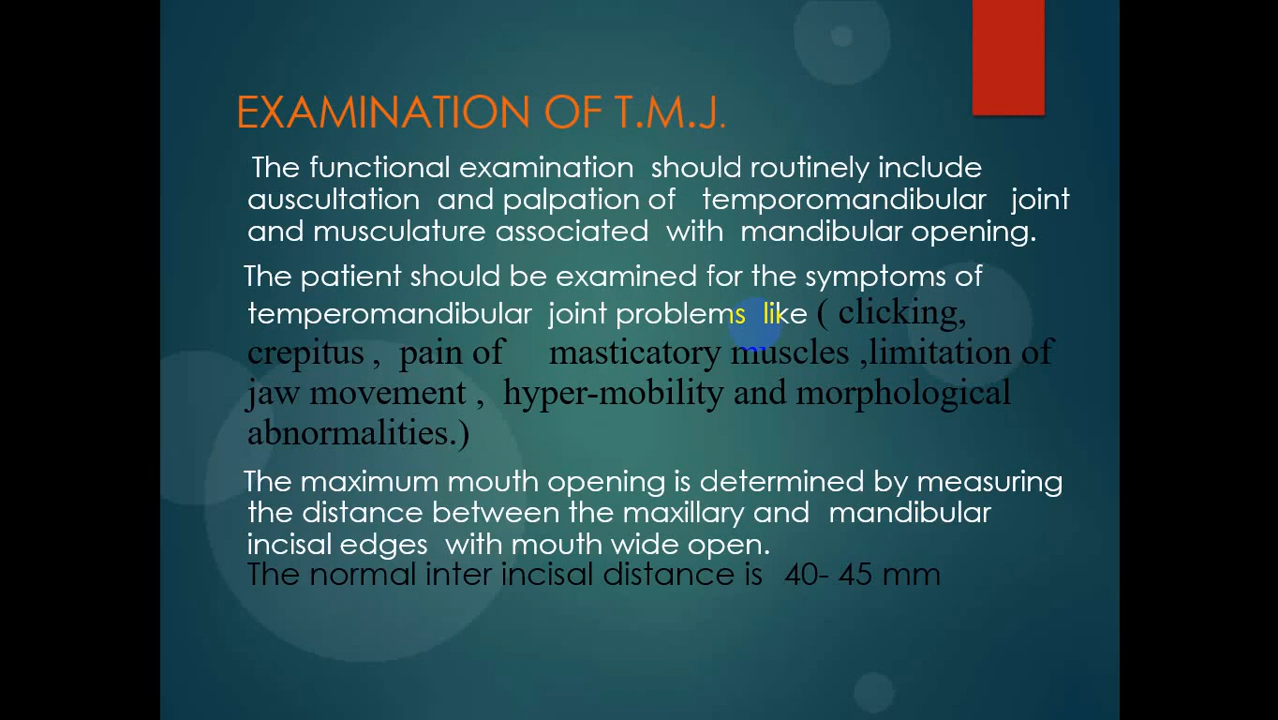 EXAMINATION OF T.M.J.
The functional examination should routinely include
auscultation and palpation of temporomandibular joint
and musculature associated with mandibular opening.
The patient should be examined for the symptoms of
temperomandibular joint problems like ( clicking,
crepitus , pain of masticatory muscles ,limitation of
jaw movement , hyper-mobility and morphological
abnormalities.)
The maximum mouth opening is determined by measuring
the distance between the maxillary and mandibular
incisal edges with mouth wide open.
The normal inter incisal distance is 40- 45 mm